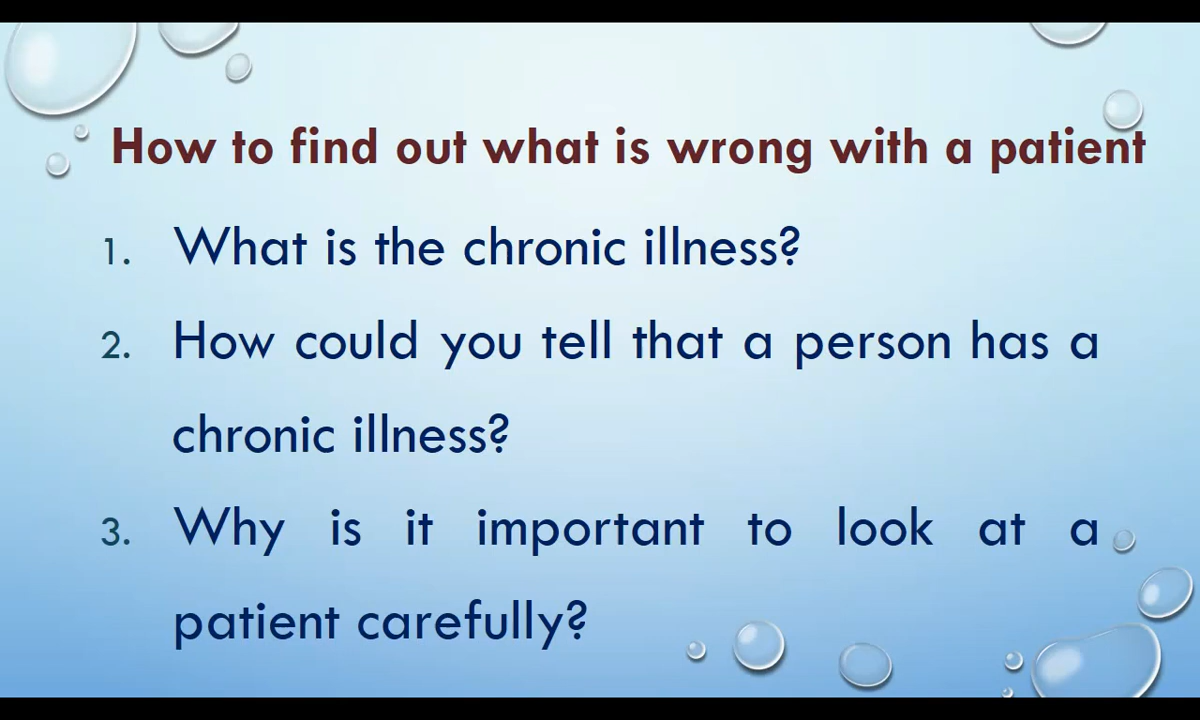 How to find out what is wrong with a patient
1. What is the chronic illness?
2. How could you tell that a person has a
chronic illness?
3. Why is it important to look at a
patient carefully?